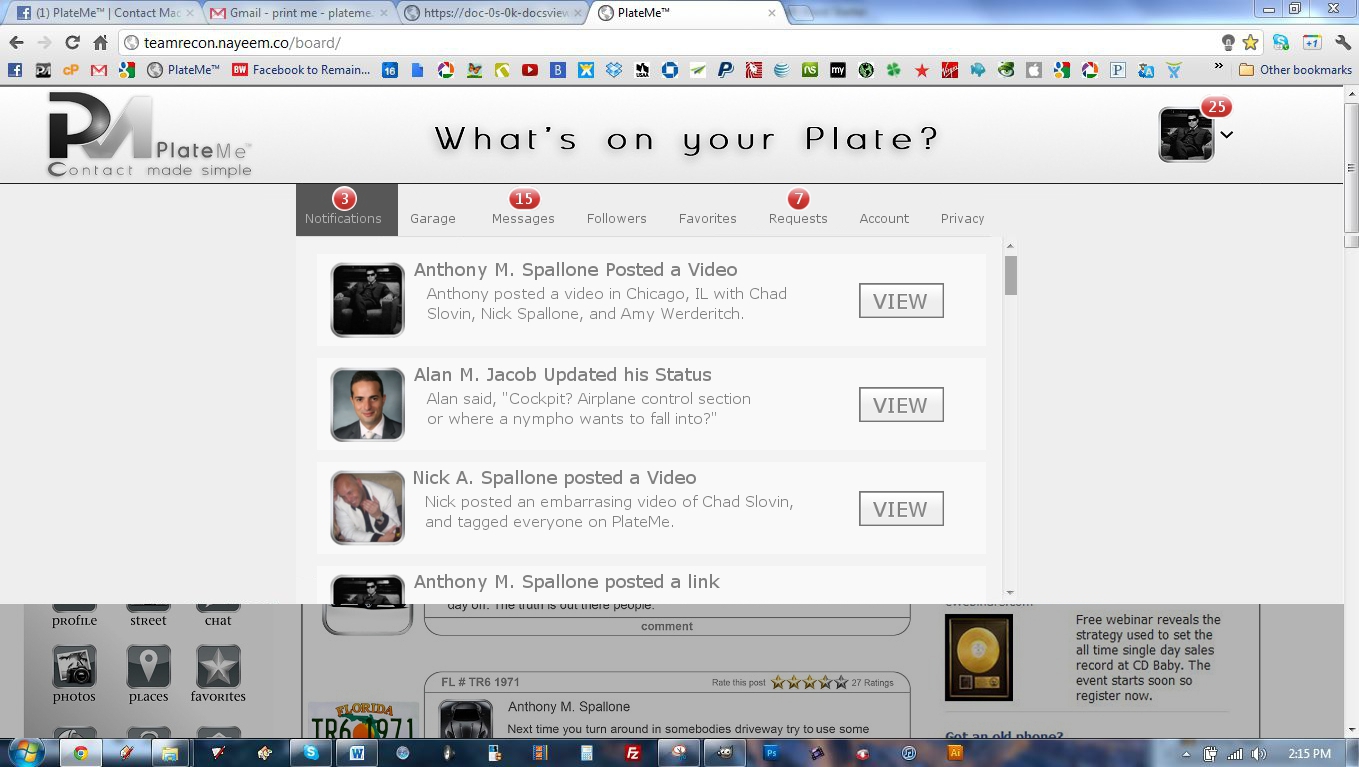 (1) PlateMe™ | Contact Mac
Gmail - print me - plateme.
https://doc-0s-0k-docsview
PlateMe™
teamrecon.nayeem.co/board/
PlateMe™
Facebook to Remain...
Other bookmarks
PM PlateMe™
Contact made simple
What's on your Plate?
25
3
15
7
Notifications
Garage
Messages
Followers
Favorites
Requests
Account
Privacy
Anthony M. Spallone Posted a Video
Anthony posted a video in Chicago, IL with Chad
Slovin, Nick Spallone, and Amy Werderitch.
VIEW
Alan M. Jacob Updated his Status
Alan said, "Cockpit? Airplane control section
or where a nympho wants to fall into?"
VIEW
Nick A. Spallone posted a Video
Nick posted an embarrasing video of Chad Slovin,
and tagged everyone on PlateMe.
VIEW
Anthony M. Spallone posted a link
PROFILE
STREET
CHAT
PHOTOS
PLACES
FAVORITES
day off. The truth is out there people.
comment
FL # TR6 1971
Rate this post
27 Ratings
FLORIDA
TR6 1971
Anthony M. Spallone
Next time you turn around in somebodies driveway try to use some
Free webinar reveals the
strategy used to set the
all time single day sales
record at CD Baby. The
event starts soon so
register now.
Got an old phone?
2:15 PM